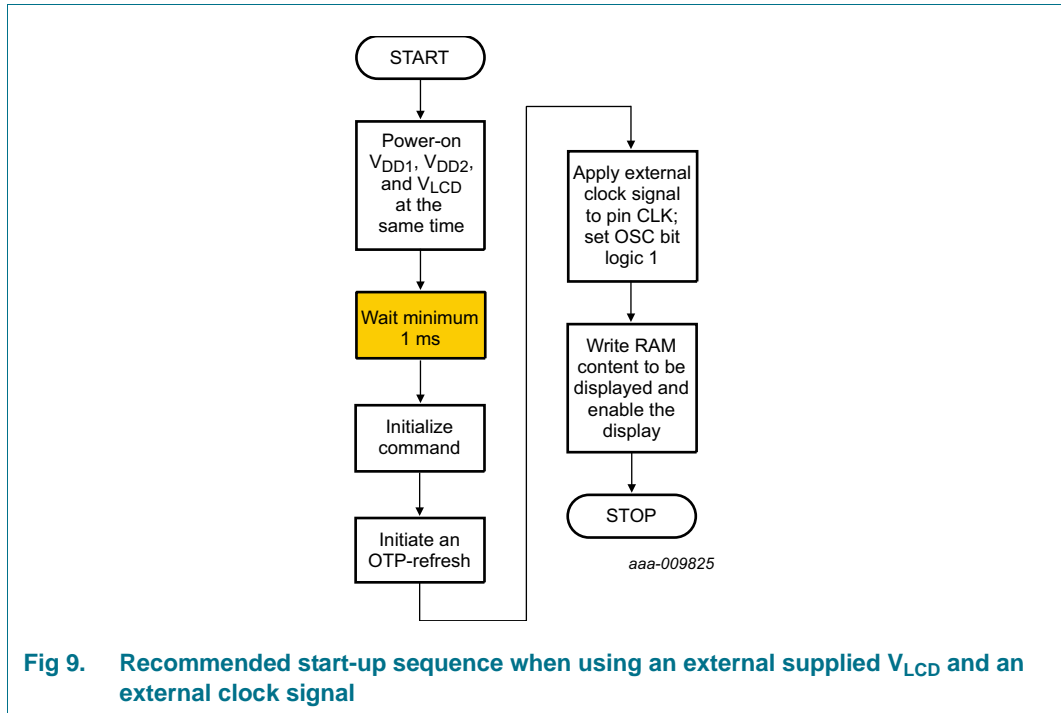 START
Power-on
VDD1, VDD2,
and VLCD
at the
same time
Wait minimum
1 ms
Initialize
command
Initiate an
OTP-refresh
Apply external
clock signal
to pin CLK;
set OSC bit
logic 1
Write RAM
content to be
displayed and
enable the
display
STOP
aaa-009825
Fig 9. Recommended start-up sequence when using an external supplied VLCD and an
external clock signal